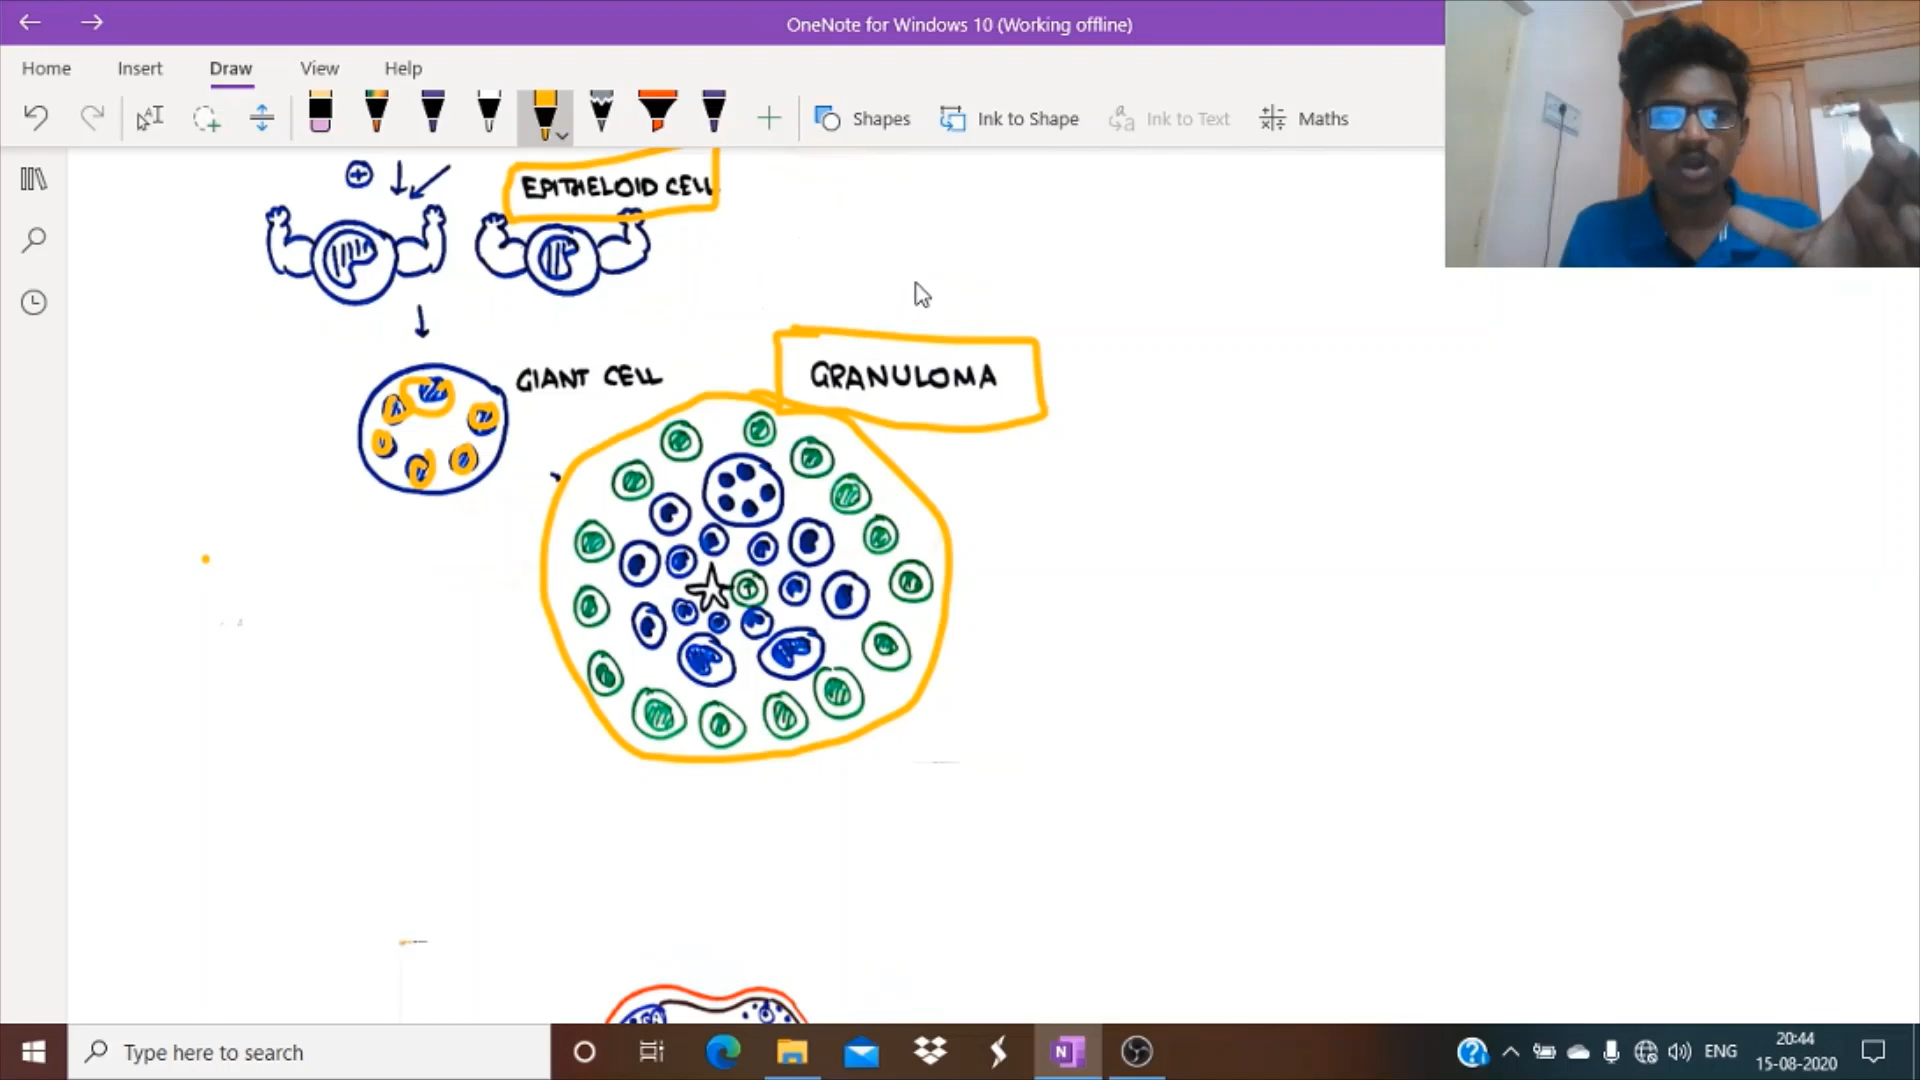 OneNote for Windows 10 (Working offline)
Home Insert Draw View Help
Shapes Ink to Shape Ink to Text Maths
EPITHELOID CELL
GIANT CELL
GRANULOMA
T
Type here to search
ENG
20:44
15-08-2020